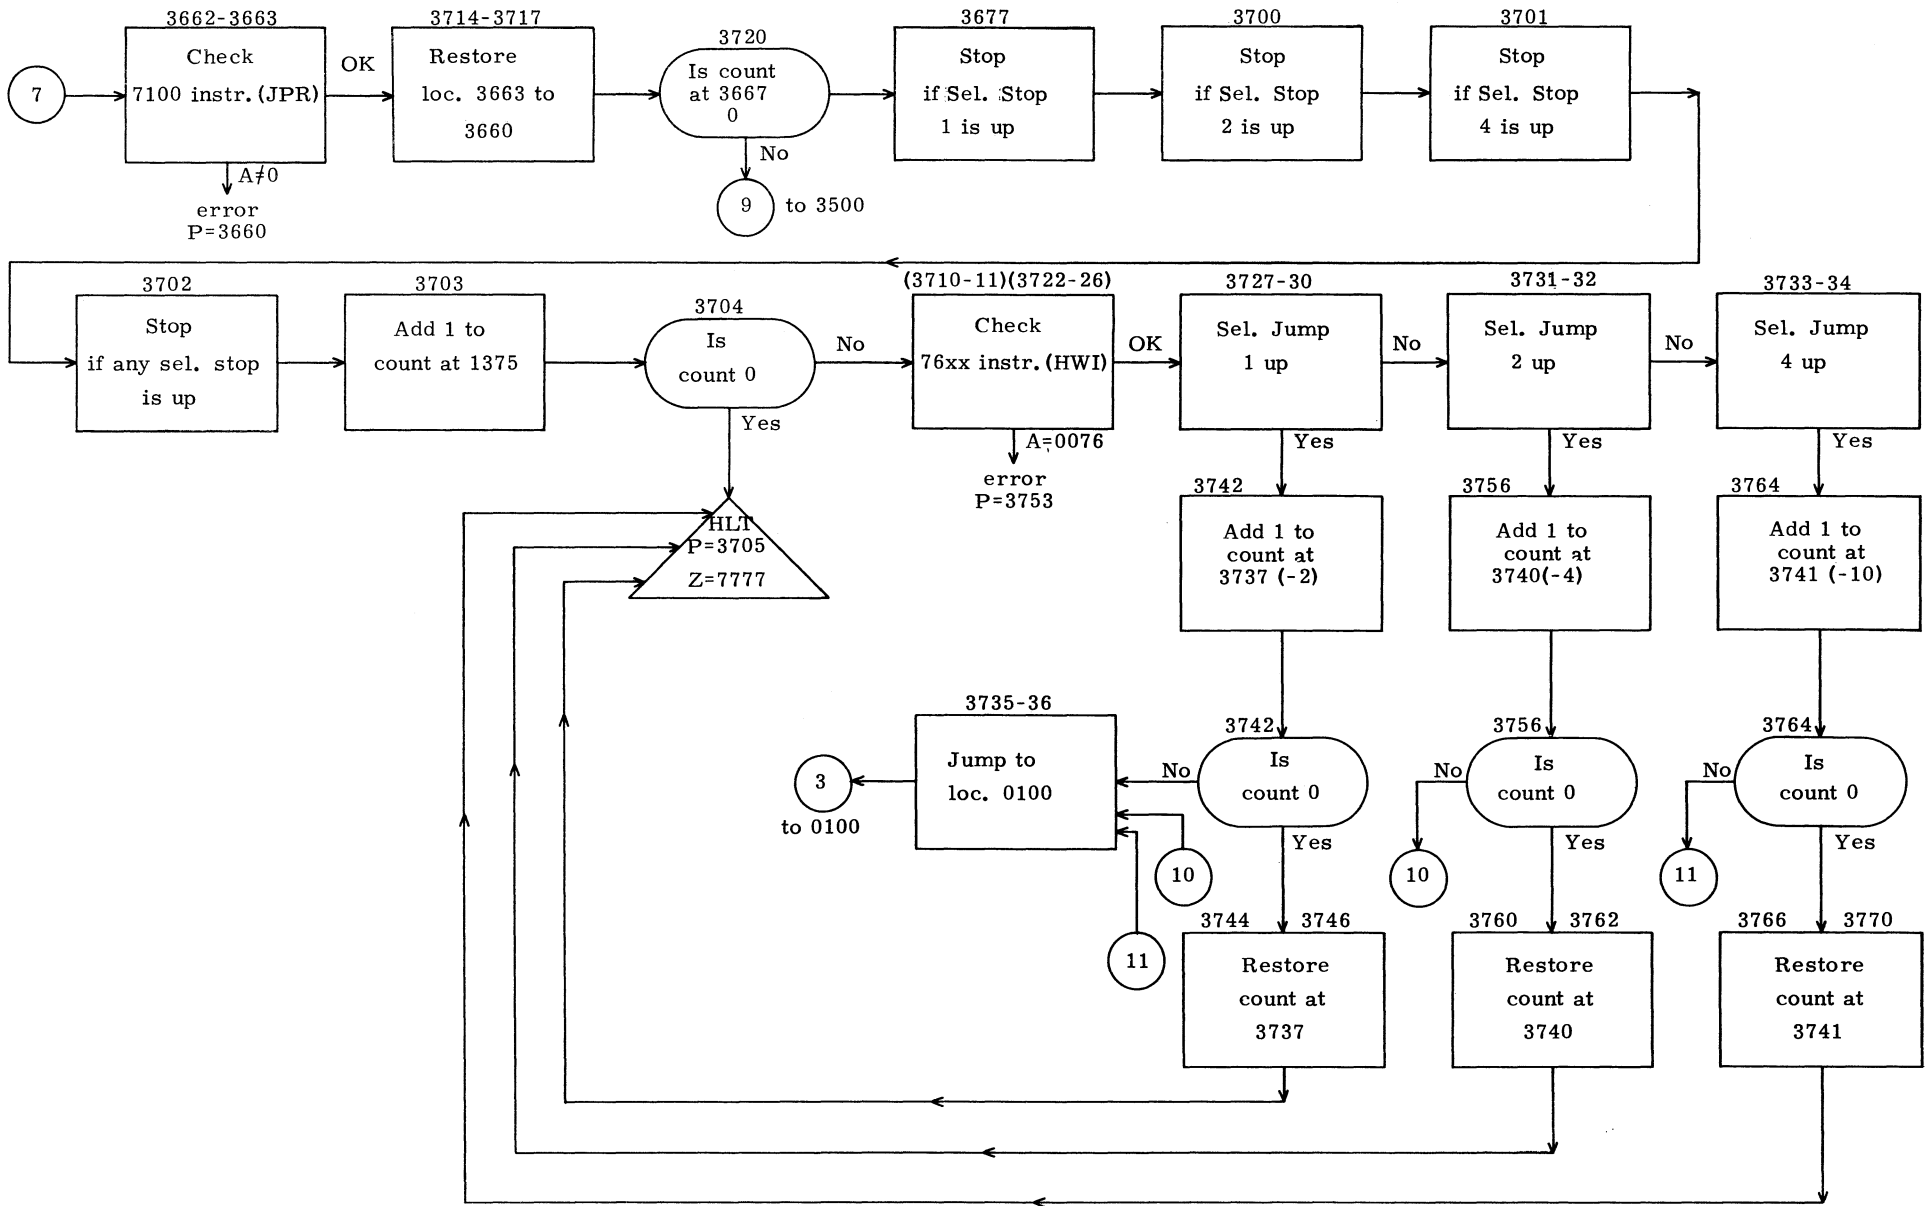 7
3662-3663
Check
7100 instr. (JPR)
OK
A≠0
error
P=3660
3714-3717
Restore
loc. 3663 to
3660
3720
Is count
at 3667
0
No
9
to 3500
3677
Stop
if Sel. Stop
1 is up
3700
Stop
if Sel. Stop
2 is up
3701
Stop
if Sel. Stop
4 is up
3702
Stop
if any sel. stop
is up
3703
Add 1 to
count at 1375
3704
Is
count 0
No
Yes
HLT
P=3705
Z=7777
(3710-11)(3722-26)
Check
76xx instr. (HWI)
OK
A=0076
error
P=3753
3727-30
Sel. Jump
1 up
No
Yes
3731-32
Sel. Jump
2 up
No
Yes
3733-34
Sel. Jump
4 up
Yes
3742
Add 1 to
count at
3737 (-2)
3756
Add 1 to
count at
3740(-4)
3764
Add 1 to
count at
3741 (-10)
3735-36
Jump to
loc. 0100
3
to 0100
3742
Is
count 0
No
Yes
10
11
3756
Is
count 0
No
Yes
10
3764
Is
count 0
No
Yes
11
3744 3746
Restore
count at
3737
3760 3762
Restore
count at
3740
3766 3770
Restore
count at
3741